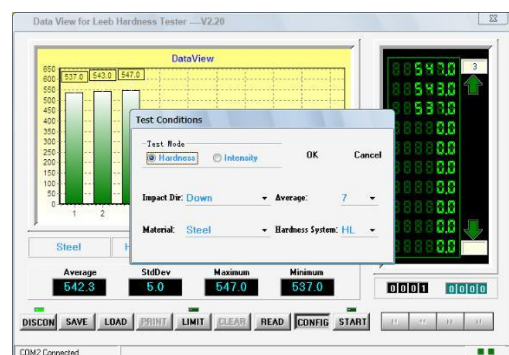 Data View for Leeb Hardness Tester ----V2.20
DataView
650
600
550
500
450
400
350
300
250
200
150
100
50
0
537.0 543.0 547.0
1 2
547.0
543.0
537.0
0.0
0.0
0.0
0.0
0.0
0.0
0.0
3
Test Conditions
Test Mode
Hardness Intensity OK Cancel
Impact Dir: Down Average: 7
Material: Steel Hardness System: HL
Steel H
Average StdDev Maximum Minimum
542.3 5.0 547.0 537.0
0001 0000
DISCON SAVE LOAD PRINT LIMIT CLEAR READ CONFIG START
COM2 Connected